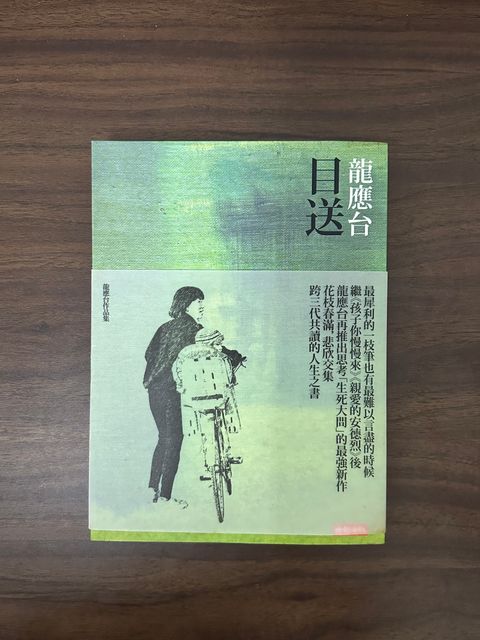 龍應台
目送
最犀利的一枝筆也有最難以言盡的時候
繼《孩子你慢慢來》《親愛的安德烈》後
龍應台再推出思考「生死大問」的最強新作
花枝春滿，悲欣交集
跨三代共讀的人生之書
龍應台作品集